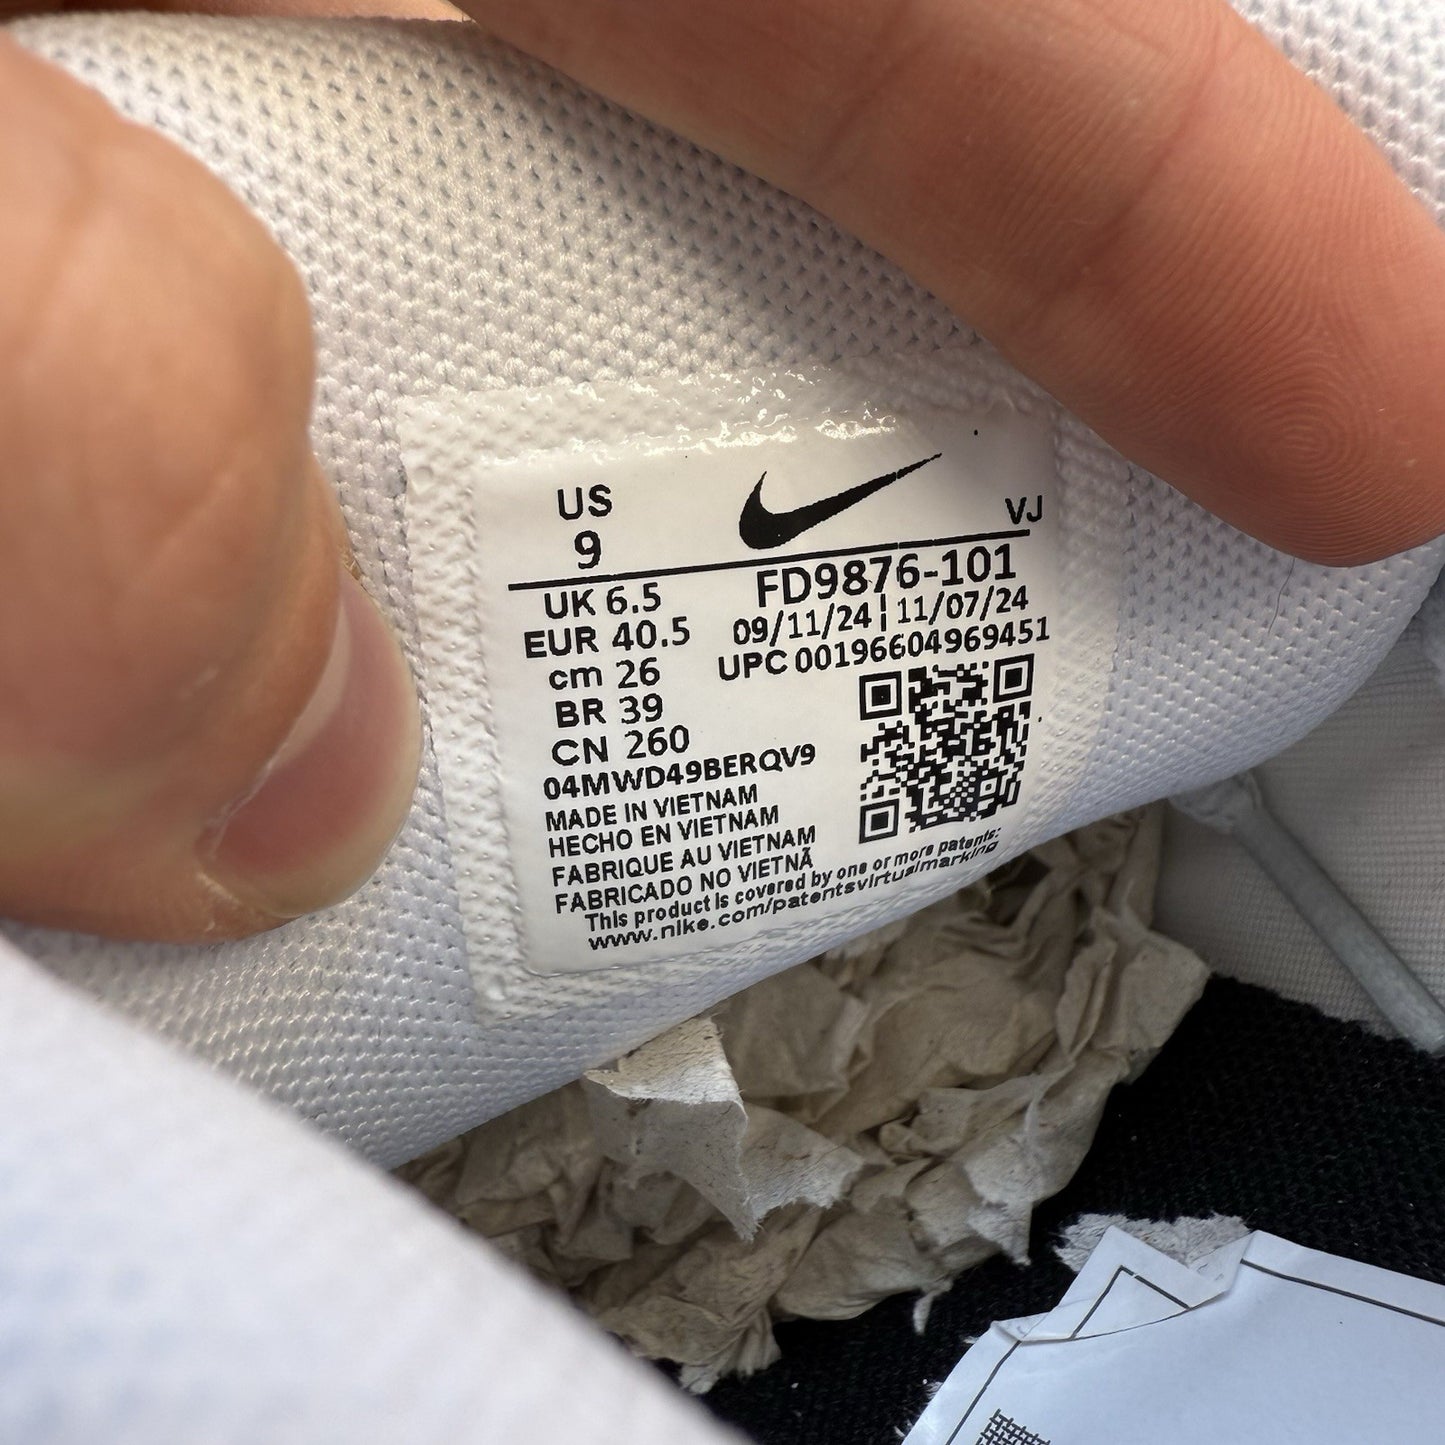 US
9
VJ
UK 6.5
EUR 40.5
cm 26
BR 39
CN 260
FD9876-101
09/11/24 | 11/07/24
UPC 00196604969451
04MWD49BERQV9
MADE IN VIETNAM
HECHO EN VIETNAM
FABRIQUE AU VIETNAM
FABRICADO NO VIETNÃ
This product is covered by one or more patents:
www.nike.com/patentsvirtualmarking